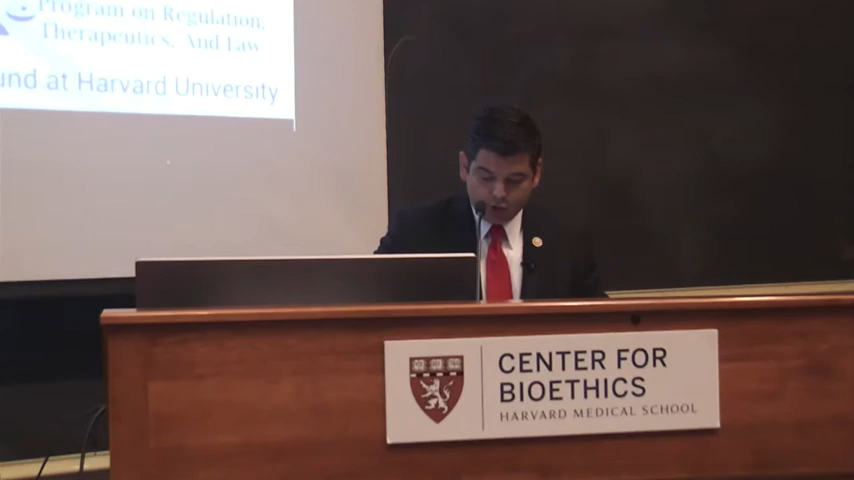 Program on Regulation,
Therapeutics, And Law
und at Harvard University
CENTER FOR
BIOETHICS
HARVARD MEDICAL SCHOOL